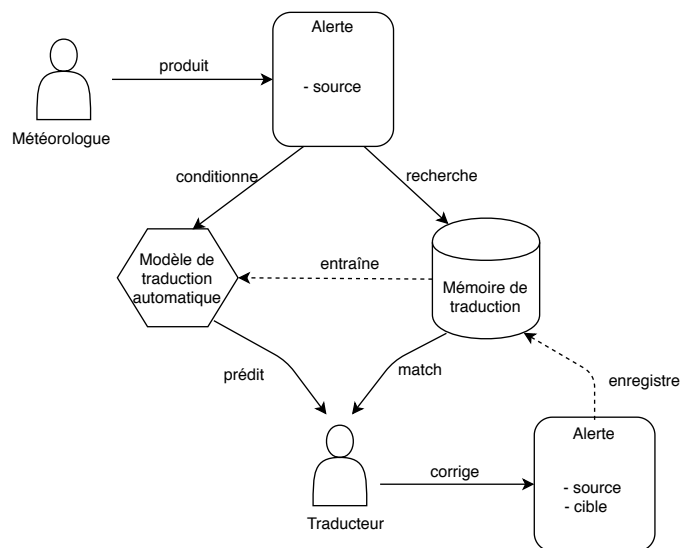 Alerte
produit
- source
Météorologue
conditionne
recherche
Modèle de
traduction
automatique
entraîne
Mémoire de
traduction
prédit
match
enregistre
Alerte
corrige
- source
- cible
Traducteur